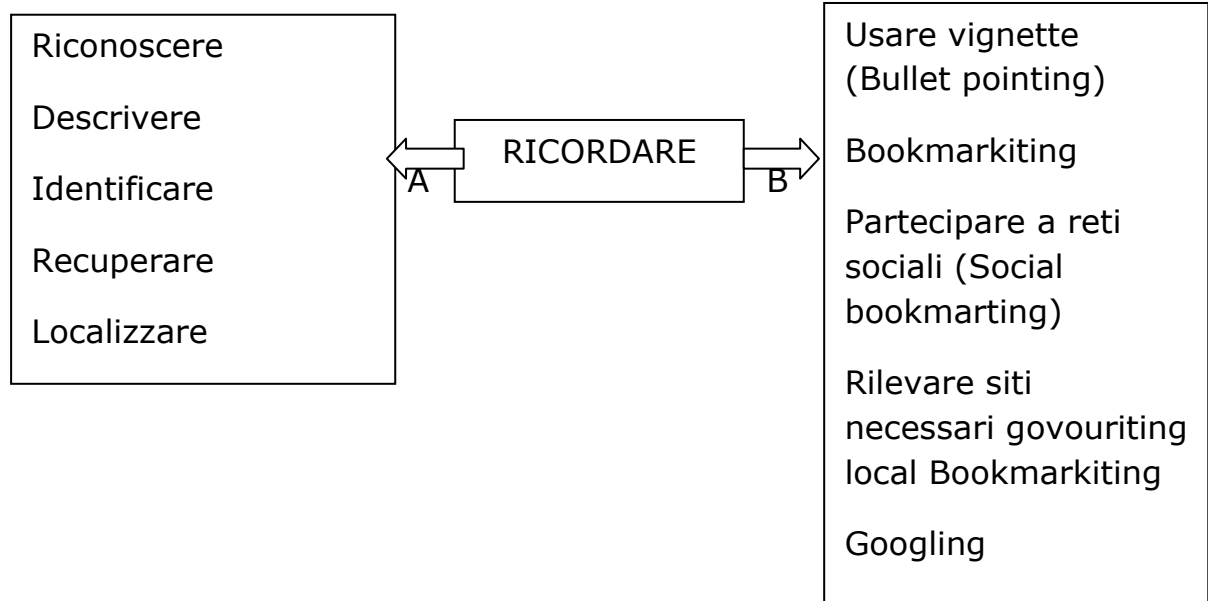 Riconoscere
Descrivere
Identificare
Recuperare
Localizzare
A
RICORDARE
B
Usare vignette
(Bullet pointing)
Bookmarkiting
Partecipare a reti
sociali (Social
bookmarting)
Rilevare siti
necessari govouriting
local Bookmarkiting
Googling